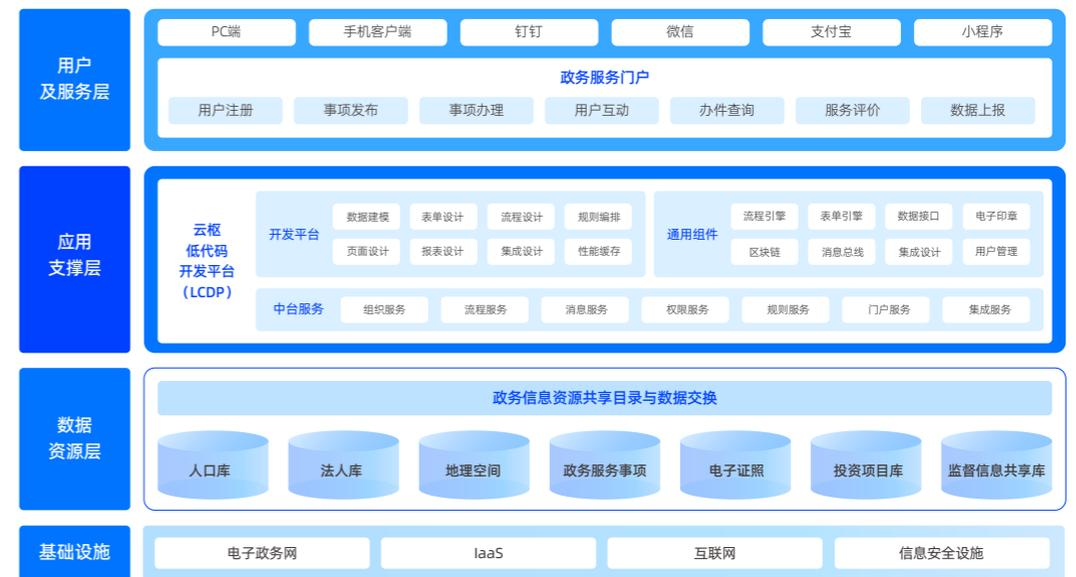 用户
及服务层
PC端 手机客户端 钉钉 微信 支付宝 小程序
政务服务门户
用户注册 事项发布 事项办理 用户互动 办件查询 服务评价 数据上报
应用
支撑层
云枢
低代码
开发平台
（LCDP）
开发平台
数据建模 表单设计 流程设计 规则编排
页面设计 报表设计 集成设计 性能缓存
通用组件
流程引擎 表单引擎 数据接口 电子印章
区块链 消息总线 集成设计 用户管理
中台服务 组织服务 流程服务 消息服务 权限服务 规则服务 门户服务 集成服务
数据
资源层
政务信息资源共享目录与数据交换
人口库 法人库 地理空间 政务服务事项 电子证照 投资项目库 监督信息共享库
基础设施 电子政务网 IaaS 互联网 信息安全设施